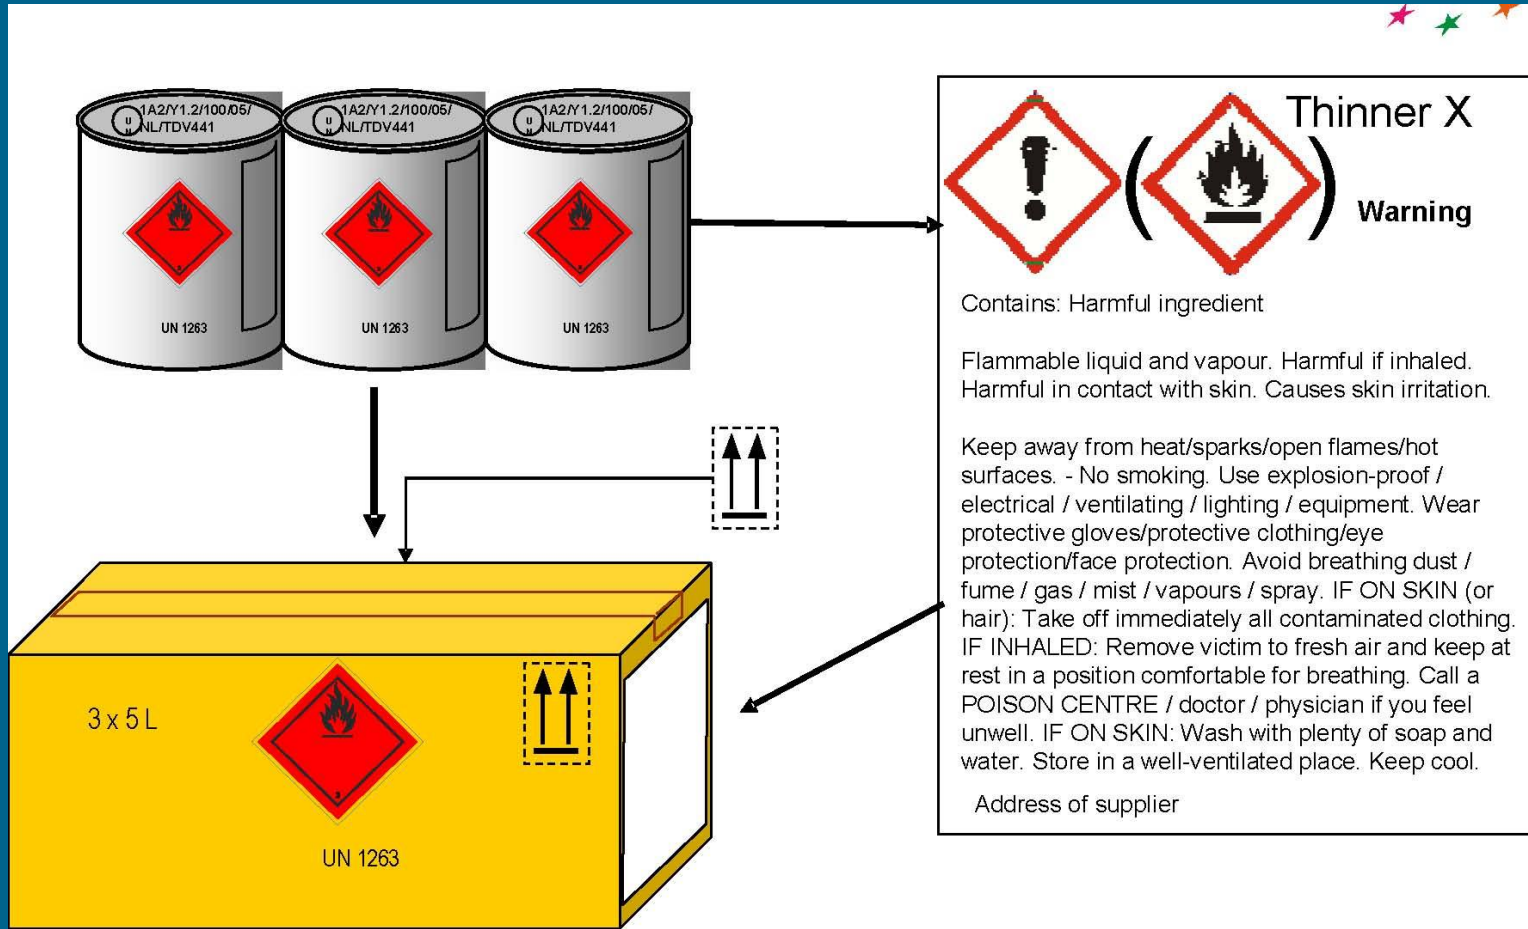 1A2/Y1.2/100/05/
UN NL/TDV441
1A2/Y1.2/100/05/
UN NL/TDV441
1A2/Y1.2/100/05/
UN NL/TDV441
3
3
3
UN 1263
UN 1263
UN 1263
3 x 5 L
3
UN 1263
Thinner X
Warning
Contains: Harmful ingredient
Flammable liquid and vapour. Harmful if inhaled.
Harmful in contact with skin. Causes skin irritation.
Keep away from heat/sparks/open flames/hot
surfaces. - No smoking. Use explosion-proof /
electrical / ventilating / lighting / equipment. Wear
protective gloves/protective clothing/eye
protection/face protection. Avoid breathing dust /
fume / gas / mist / vapours / spray. IF ON SKIN (or
hair): Take off immediately all contaminated clothing.
IF INHALED: Remove victim to fresh air and keep at
rest in a position comfortable for breathing. Call a
POISON CENTRE / doctor / physician if you feel
unwell. IF ON SKIN: Wash with plenty of soap and
water. Store in a well-ventilated place. Keep cool.
Address of supplier